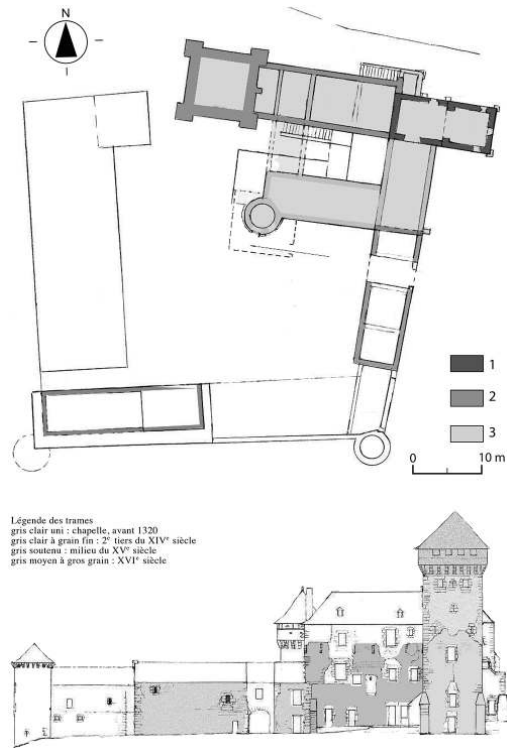 N
1
2
3
0 10 m
Légende des trames
gris clair uni : chapelle, avant 1320
gris clair à grain fin : 2e tiers du XIVe siècle
gris soutenu : milieu du XVe siècle
gris moyen à gros grain : XVIe siècle